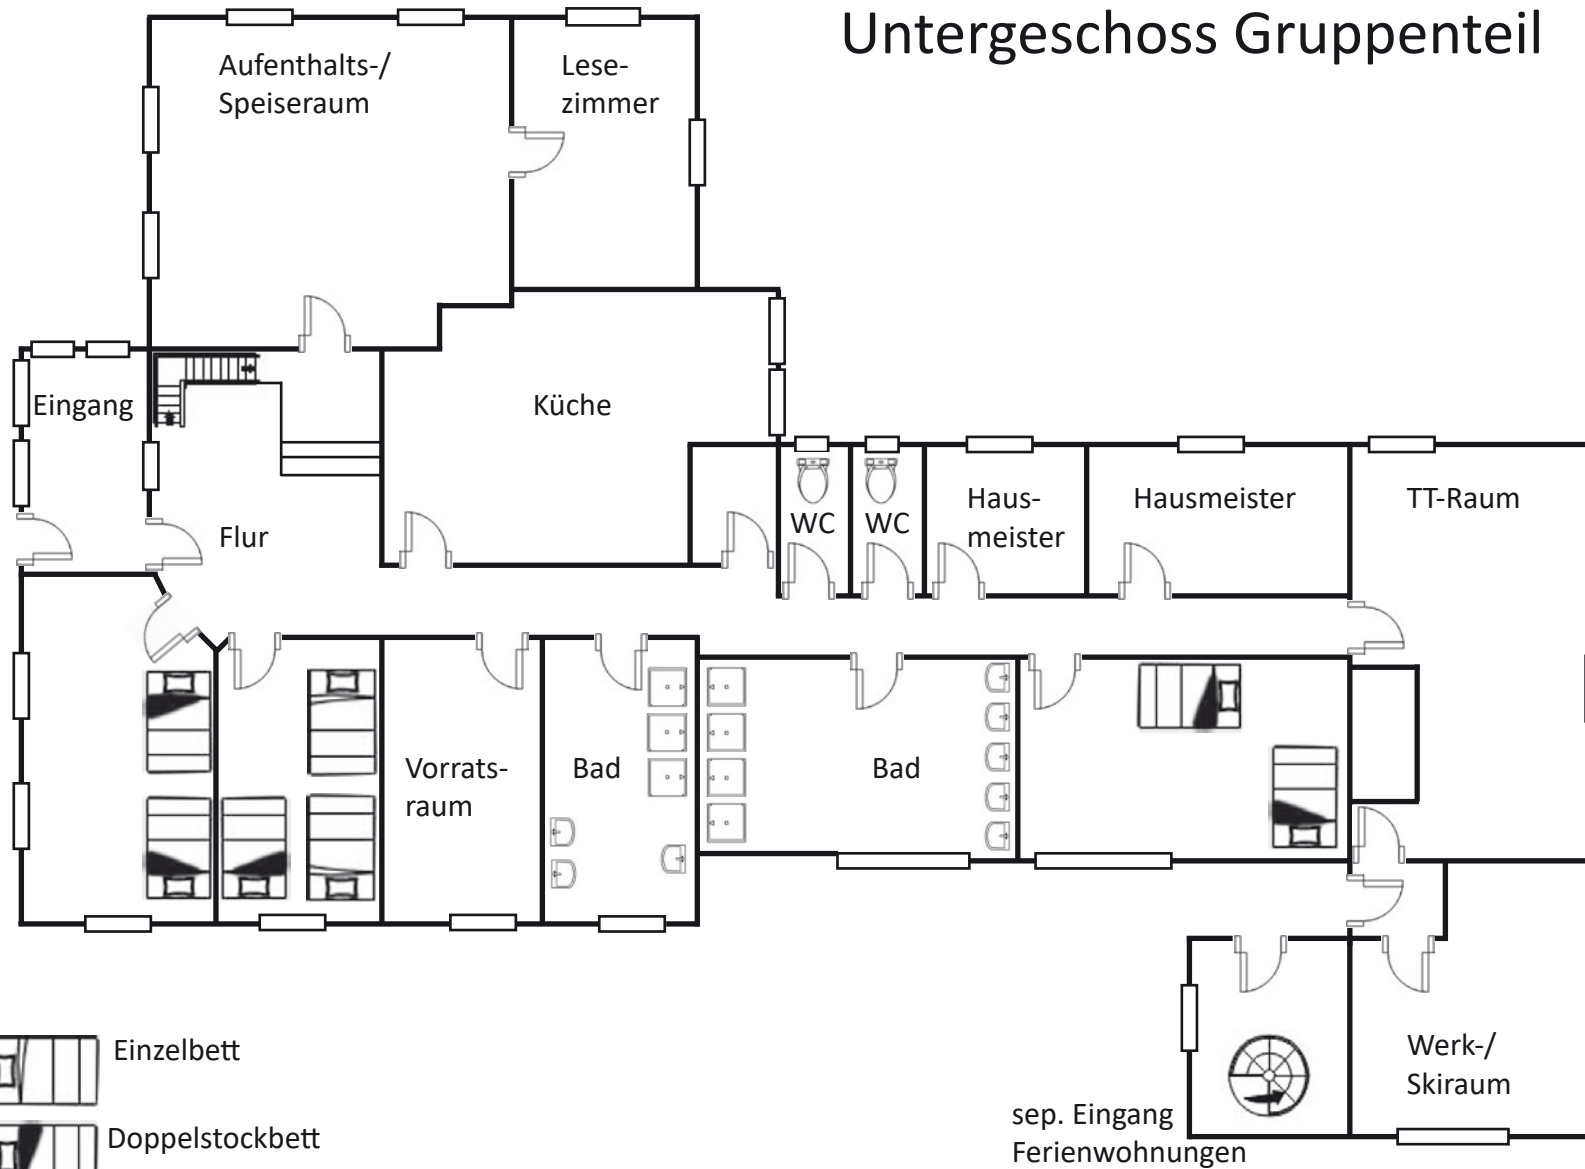 Untergeschoss Gruppenteil
Aufenthalts-/
Speiseraum
Lese-
zimmer
Eingang
Küche
Flur
WC
WC
Haus-
meister
Hausmeister
TT-Raum
Vorrats-
raum
Bad
Bad
Einzelbett
Doppelstockbett
Werk-/
Skiraum
sep. Eingang
Ferienwohnungen